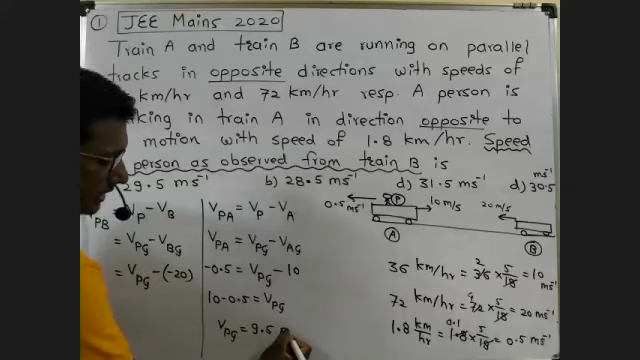 ① JEE Mains 2020
Train A and train B are running on parallel
tracks in opposite directions with speeds of
km/hr and 72 km/hr resp. A person is
king in train A in direction opposite to
motion with speed of 1.8 km/hr. Speed
person as observed from train B is
29.5 ms⁻¹ b) 28.5 ms⁻¹ d) 31.5 ms⁻¹ d) 30.5 ms⁻¹
PB V_P - V_B
= V_PG - V_BG
= V_PG - (-20)
V_PA = V_P - V_A
V_PA = V_PG - V_AG
-0.5 = V_PG - 10
10 - 0.5 = V_PG
V_PG = 9.5
0.5 ms⁻¹ P 10 m/s 20 m/s
A B
36 km/hr = 36 × 5/18 = 10 m/s
2
72 km/hr = 72 × 5/18 = 20 ms⁻¹
4
1.8 km/hr = 1.8 × 5/18 = 0.5 ms⁻¹
0.1